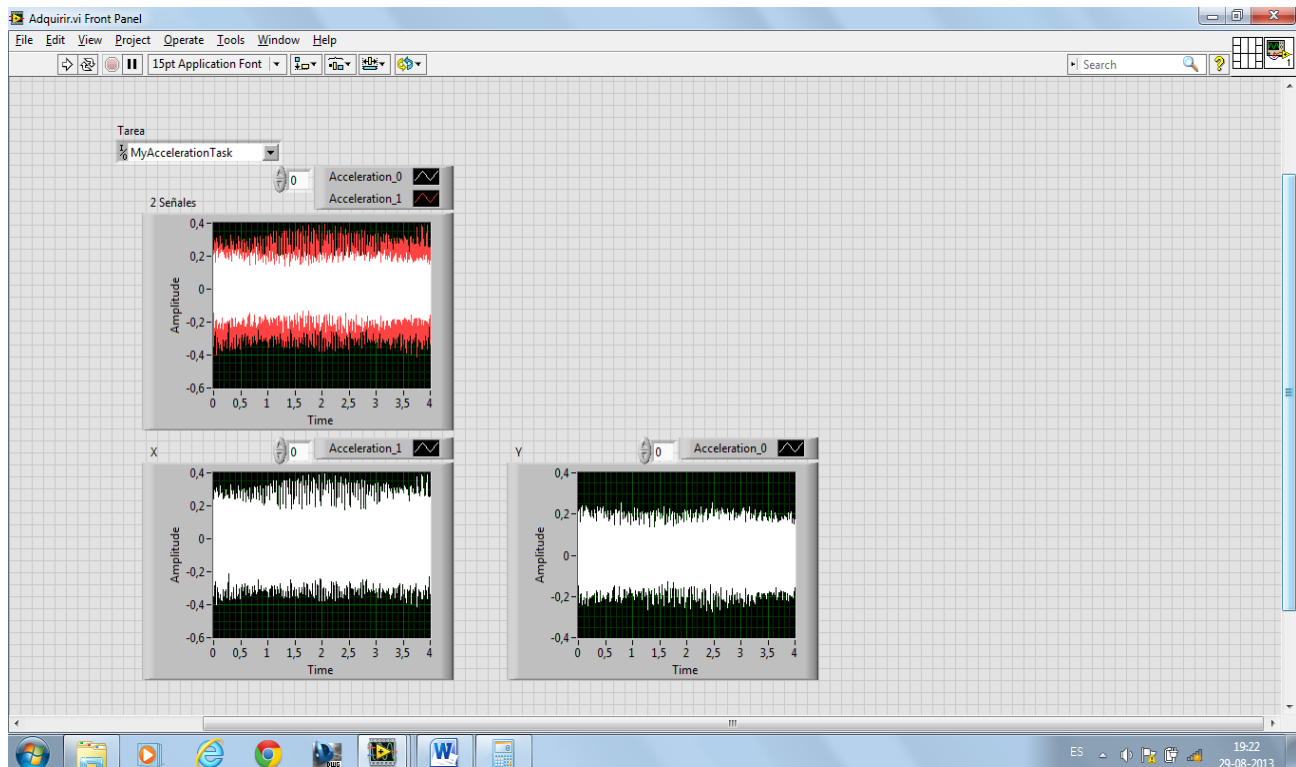 Adquirir.vi Front Panel
File Edit View Project Operate Tools Window Help
15pt Application Font
Search
1
Tarea
I/0 MyAccelerationTask
0
Acceleration_0
Acceleration_1
2 Señales
0,4
0,2
0
-0,2
-0,4
-0,6
Amplitude
0 0,5 1 1,5 2 2,5 3 3,5 4
Time
X
0
Acceleration_1
0,4
0,2
0
-0,2
-0,4
-0,6
Amplitude
0 0,5 1 1,5 2 2,5 3 3,5 4
Time
Y
0
Acceleration_0
0,4
0,2
0
-0,2
-0,4
Amplitude
0 0,5 1 1,5 2 2,5 3 3,5 4
Time
DWG
W
ES
19:22
29-08-2013